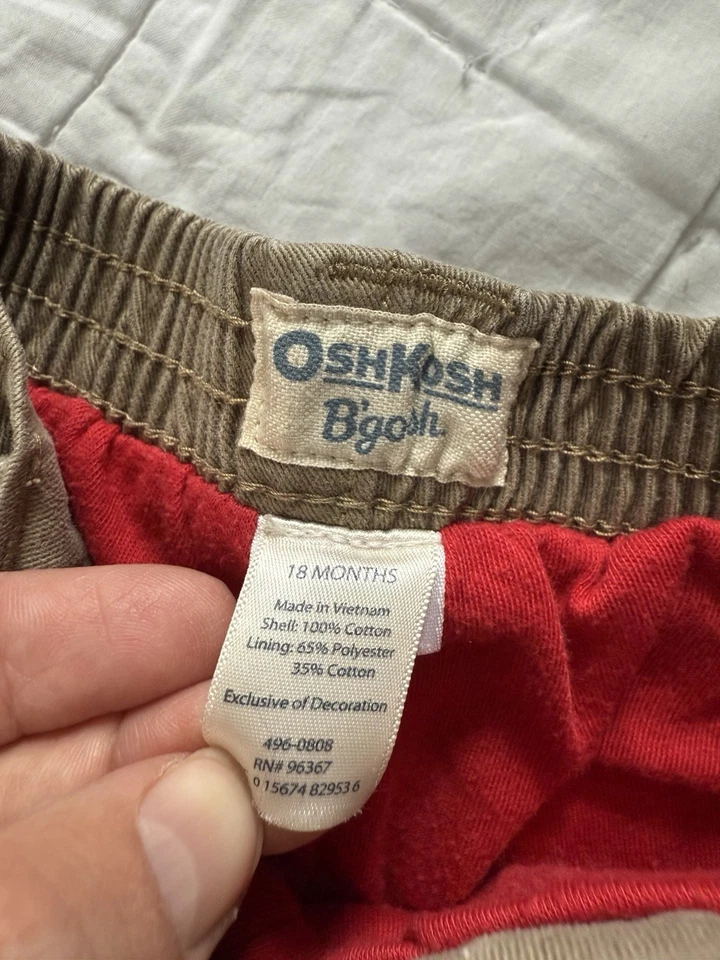 OSHKOSH
B'gosh
18 MONTHS
Made in Vietnam
Shell: 100% Cotton
Lining: 65% Polyester
35% Cotton
Exclusive of Decoration
496-0808
RN# 96367
0 15674 82953 6